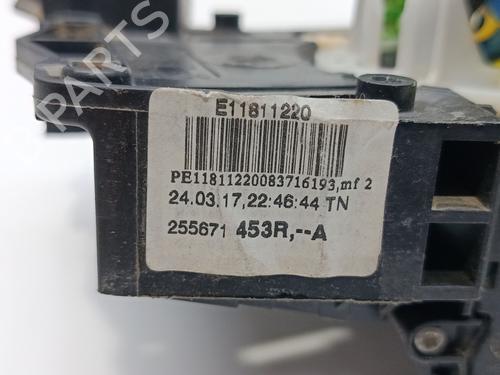 E11811220
PE11811220083716193,mf 2
24.03.17,22:46:44 TN
255671 453R,--A